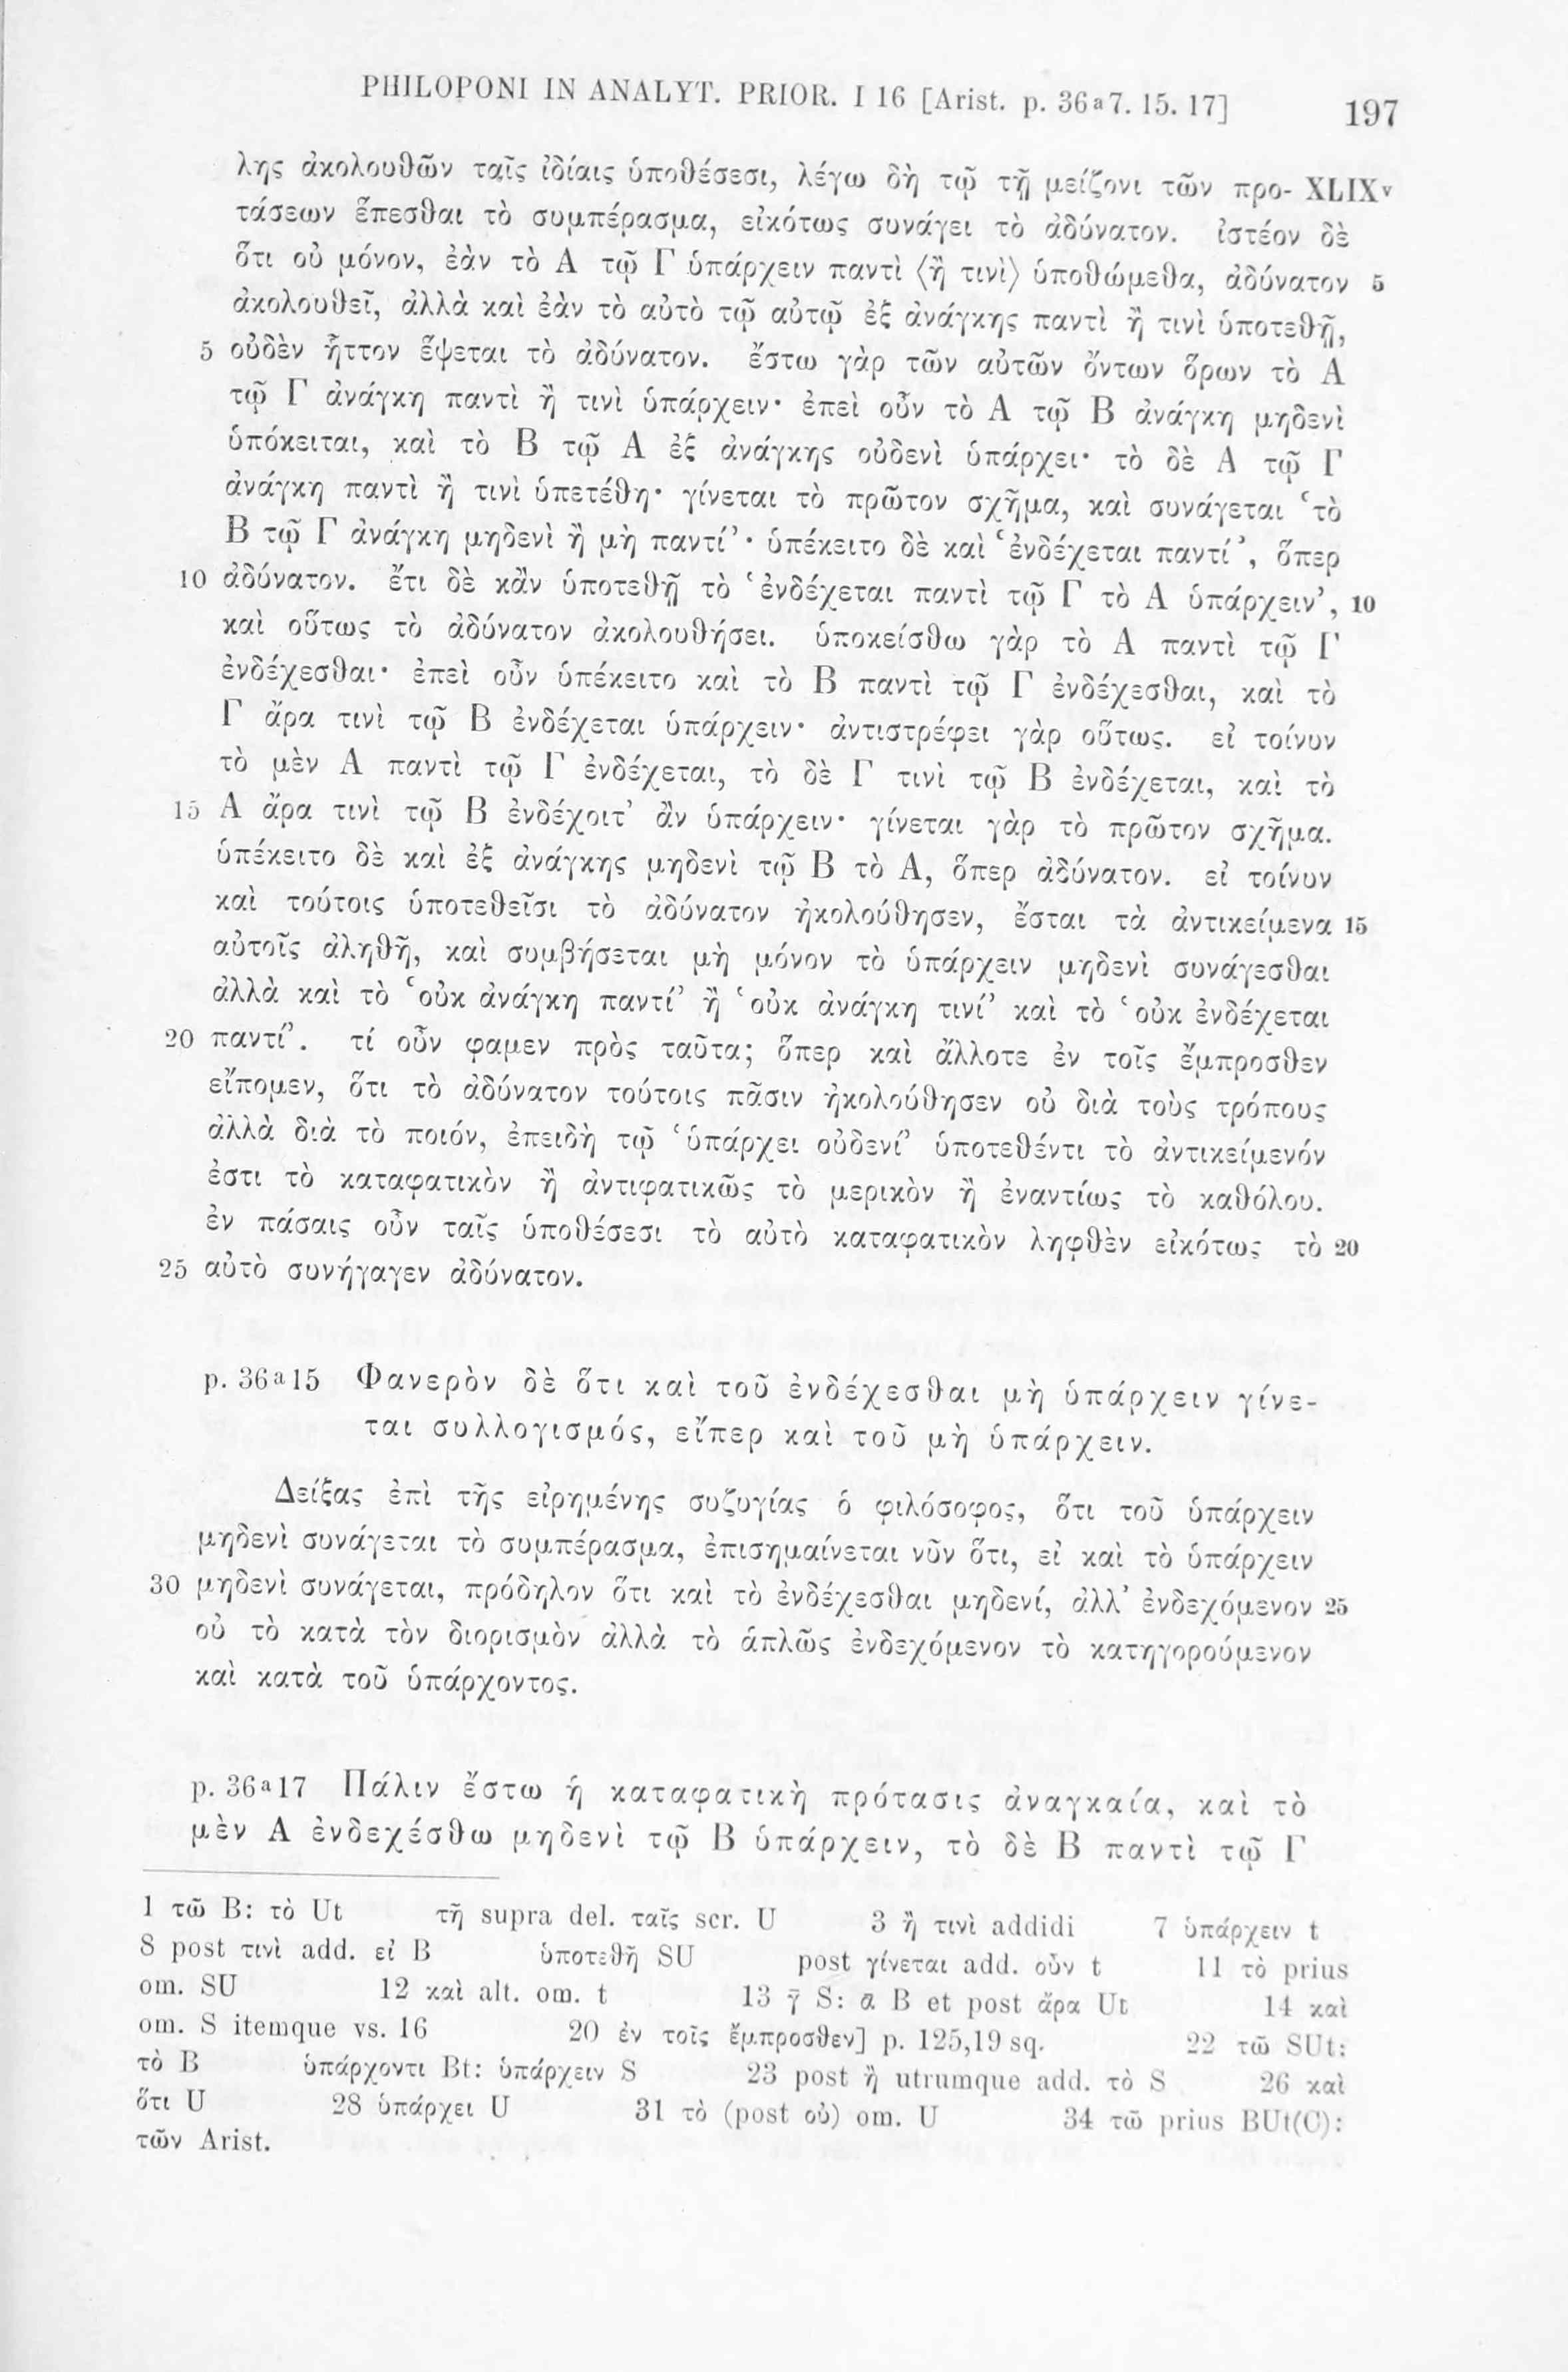 PHILOPONI IN ANALYT. PRIOR. I 16 [Arist. p. 36a7. 15. 17] 197
λης ἀκολουθῶν ταῖς ἰδίαις ὑποθέσεσι, λέγω δὴ τῷ τῇ μείζονι τῶν προ- XLIXv
τάσεων ἕπεσθαι τὸ συμπέρασμα, εἰκότως συνάγει τὸ ἀδύνατον. ἰστέον δὲ
ὅτι οὐ μόνον, ἐὰν τὸ Α τῷ Γ ὑπάρχειν παντὶ ⟨ἢ τινὶ⟩ ὑποθώμεθα, ἀδύνατον 5
ἀκολουθεῖ, ἀλλὰ καὶ ἐὰν τὸ αὐτὸ τῷ αὐτῷ ἐξ ἀνάγκης παντὶ ἢ τινὶ ὑποτεθῇ,
5 οὐδὲν ἧττον ἕψεται τὸ ἀδύνατον. ἔστω γὰρ τῶν αὐτῶν ὄντων ὅρων τὸ Α
τῷ Γ ἀνάγκη παντὶ ἢ τινὶ ὑπάρχειν· ἐπεὶ οὖν τὸ Α τῷ Β ἀνάγκη μηδενὶ
ὑπόκειται, καὶ τὸ Β τῷ Α ἐξ ἀνάγκης οὐδενὶ ὑπάρχει· τὸ δὲ Α τῷ Γ
ἀνάγκη παντὶ ἢ τινὶ ὑπετέθη· γίνεται τὸ πρῶτον σχῆμα, καὶ συνάγεται ‘τὸ
Β τῷ Γ ἀνάγκη μηδενὶ ἢ μὴ παντί’· ὑπέκειτο δὲ καὶ ‘ἐνδέχεται παντί’, ὅπερ
10 ἀδύνατον. ἔτι δὲ κἂν ὑποτεθῇ τὸ ‘ἐνδέχεται παντὶ τῷ Γ τὸ Α ὑπάρχειν’, 10
καὶ οὕτως τὸ ἀδύνατον ἀκολουθήσει. ὑποκείσθω γὰρ τὸ Α παντὶ τῷ Γ
ἐνδέχεσθαι· ἐπεὶ οὖν ὑπέκειτο καὶ τὸ Β παντὶ τῷ Γ ἐνδέχεσθαι, καὶ τὸ
Γ ἄρα τινὶ τῷ Β ἐνδέχεται ὑπάρχειν· ἀντιστρέφει γὰρ οὕτως. εἰ τοίνυν
τὸ μὲν Α παντὶ τῷ Γ ἐνδέχεται, τὸ δὲ Γ τινὶ τῷ Β ἐνδέχεται, καὶ τὸ
15 Α ἄρα τινὶ τῷ Β ἐνδέχοιτ’ ἂν ὑπάρχειν· γίνεται γὰρ τὸ πρῶτον σχῆμα.
ὑπέκειτο δὲ καὶ ἐξ ἀνάγκης μηδενὶ τῷ Β τὸ Α, ὅπερ ἀδύνατον. εἰ τοίνυν
καὶ τούτοις ὑποτεθεῖσι τὸ ἀδύνατον ἠκολούθησεν, ἔσται τὰ ἀντικείμενα 15
αὐτοῖς ἀληθῆ, καὶ συμβήσεται μὴ μόνον τὸ ὑπάρχειν μηδενὶ συνάγεσθαι
ἀλλὰ καὶ τὸ ‘οὐκ ἀνάγκη παντί’ ἢ ‘οὐκ ἀνάγκη τινί’ καὶ τὸ ‘οὐκ ἐνδέχεται
20 παντί’. τί οὖν φαμεν πρὸς ταῦτα; ὅπερ καὶ ἄλλοτε ἐν τοῖς ἔμπροσθεν
εἴπομεν, ὅτι τὸ ἀδύνατον τούτοις πᾶσιν ἠκολούθησεν οὐ διὰ τοὺς τρόπους
ἀλλὰ διὰ τὸ ποιόν, ἐπειδὴ τῷ ‘ὑπάρχει οὐδενί’ ὑποτεθέντι τὸ ἀντικείμενόν
ἐστι τὸ καταφατικὸν ἢ ἀντιφατικῶς τὸ μερικὸν ἢ ἐναντίως τὸ καθόλου.
ἐν πάσαις οὖν ταῖς ὑποθέσεσι τὸ αὐτὸ καταφατικὸν ληφθὲν εἰκότως τὸ 20
25 αὐτὸ συνήγαγεν ἀδύνατον.
p. 36a15 Φανερὸν δὲ ὅτι καὶ τοῦ ἐνδέχεσθαι μὴ ὑπάρχειν γίνε-
ται συλλογισμός, εἴπερ καὶ τοῦ μὴ ὑπάρχειν.
Δείξας ἐπὶ τῆς εἰρημένης συζυγίας ὁ φιλόσοφος, ὅτι τοῦ ὑπάρχειν
μηδενὶ συνάγεται τὸ συμπέρασμα, ἐπισημαίνεται νῦν ὅτι, εἰ καὶ τὸ ὑπάρχειν
30 μηδενὶ συνάγεται, πρόδηλον ὅτι καὶ τὸ ἐνδέχεσθαι μηδενί, ἀλλ’ ἐνδεχόμενον 25
οὐ τὸ κατὰ τὸν διορισμὸν ἀλλὰ τὸ ἁπλῶς ἐνδεχόμενον τὸ κατηγορούμενον
καὶ κατὰ τοῦ ὑπάρχοντος.
p. 36a17 Πάλιν ἔστω ἡ καταφατικὴ πρότασις ἀναγκαία, καὶ τὸ
μὲν Α ἐνδεχέσθω μηδενὶ τῷ Β ὑπάρχειν, τὸ δὲ Β παντὶ τῷ Γ
1 τῶ B: τὸ Ut τῇ supra del. ταῖς scr. U 3 ἢ τινὶ addidi 7 ὑπάρχειν t
8 post τινὶ add. εἰ B ὑποτεθῇ SU post γίνεται add. οὖν t 11 τὸ prius
om. SU 12 καὶ alt. om. t 13 γ̄ S: ᾱ B et post ἄρα Ut 14 καὶ
om. S itemque vs. 16 20 ἐν τοῖς ἔμπροσθεν] p. 125,19 sq. 22 τῶ SUt:
τὸ B ὑπάρχοντι Bt: ὑπάρχειν S 23 post ἢ utrumque add. τὸ S 26 καὶ
ὅτι U 28 ὑπάρχει U 31 τὸ (post οὐ) om. U 34 τῶ prius BUt(C):
τῶν Arist.